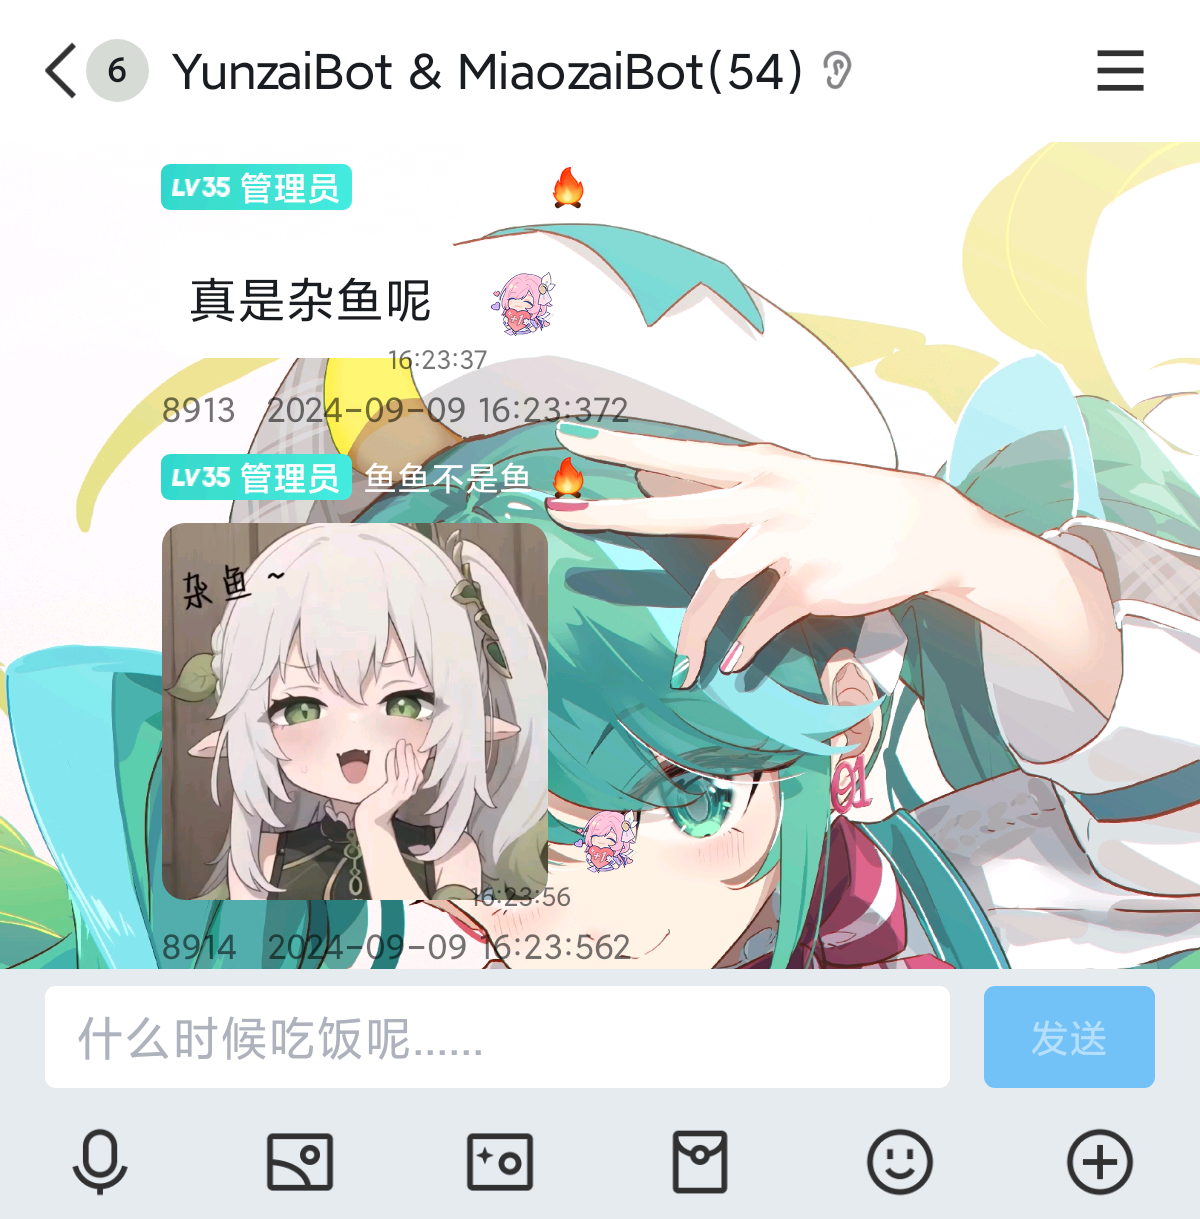 6 YunzaiBot & MiaozaiBot(54)
LV35 管理员
真是杂鱼呢
16:23:37
8913 2024-09-09 16:23:372
LV35 管理员 鱼鱼不是鱼
杂鱼~
01
16:23:56
8914 2024-09-09 16:23:562
什么时候吃饭呢......
发送